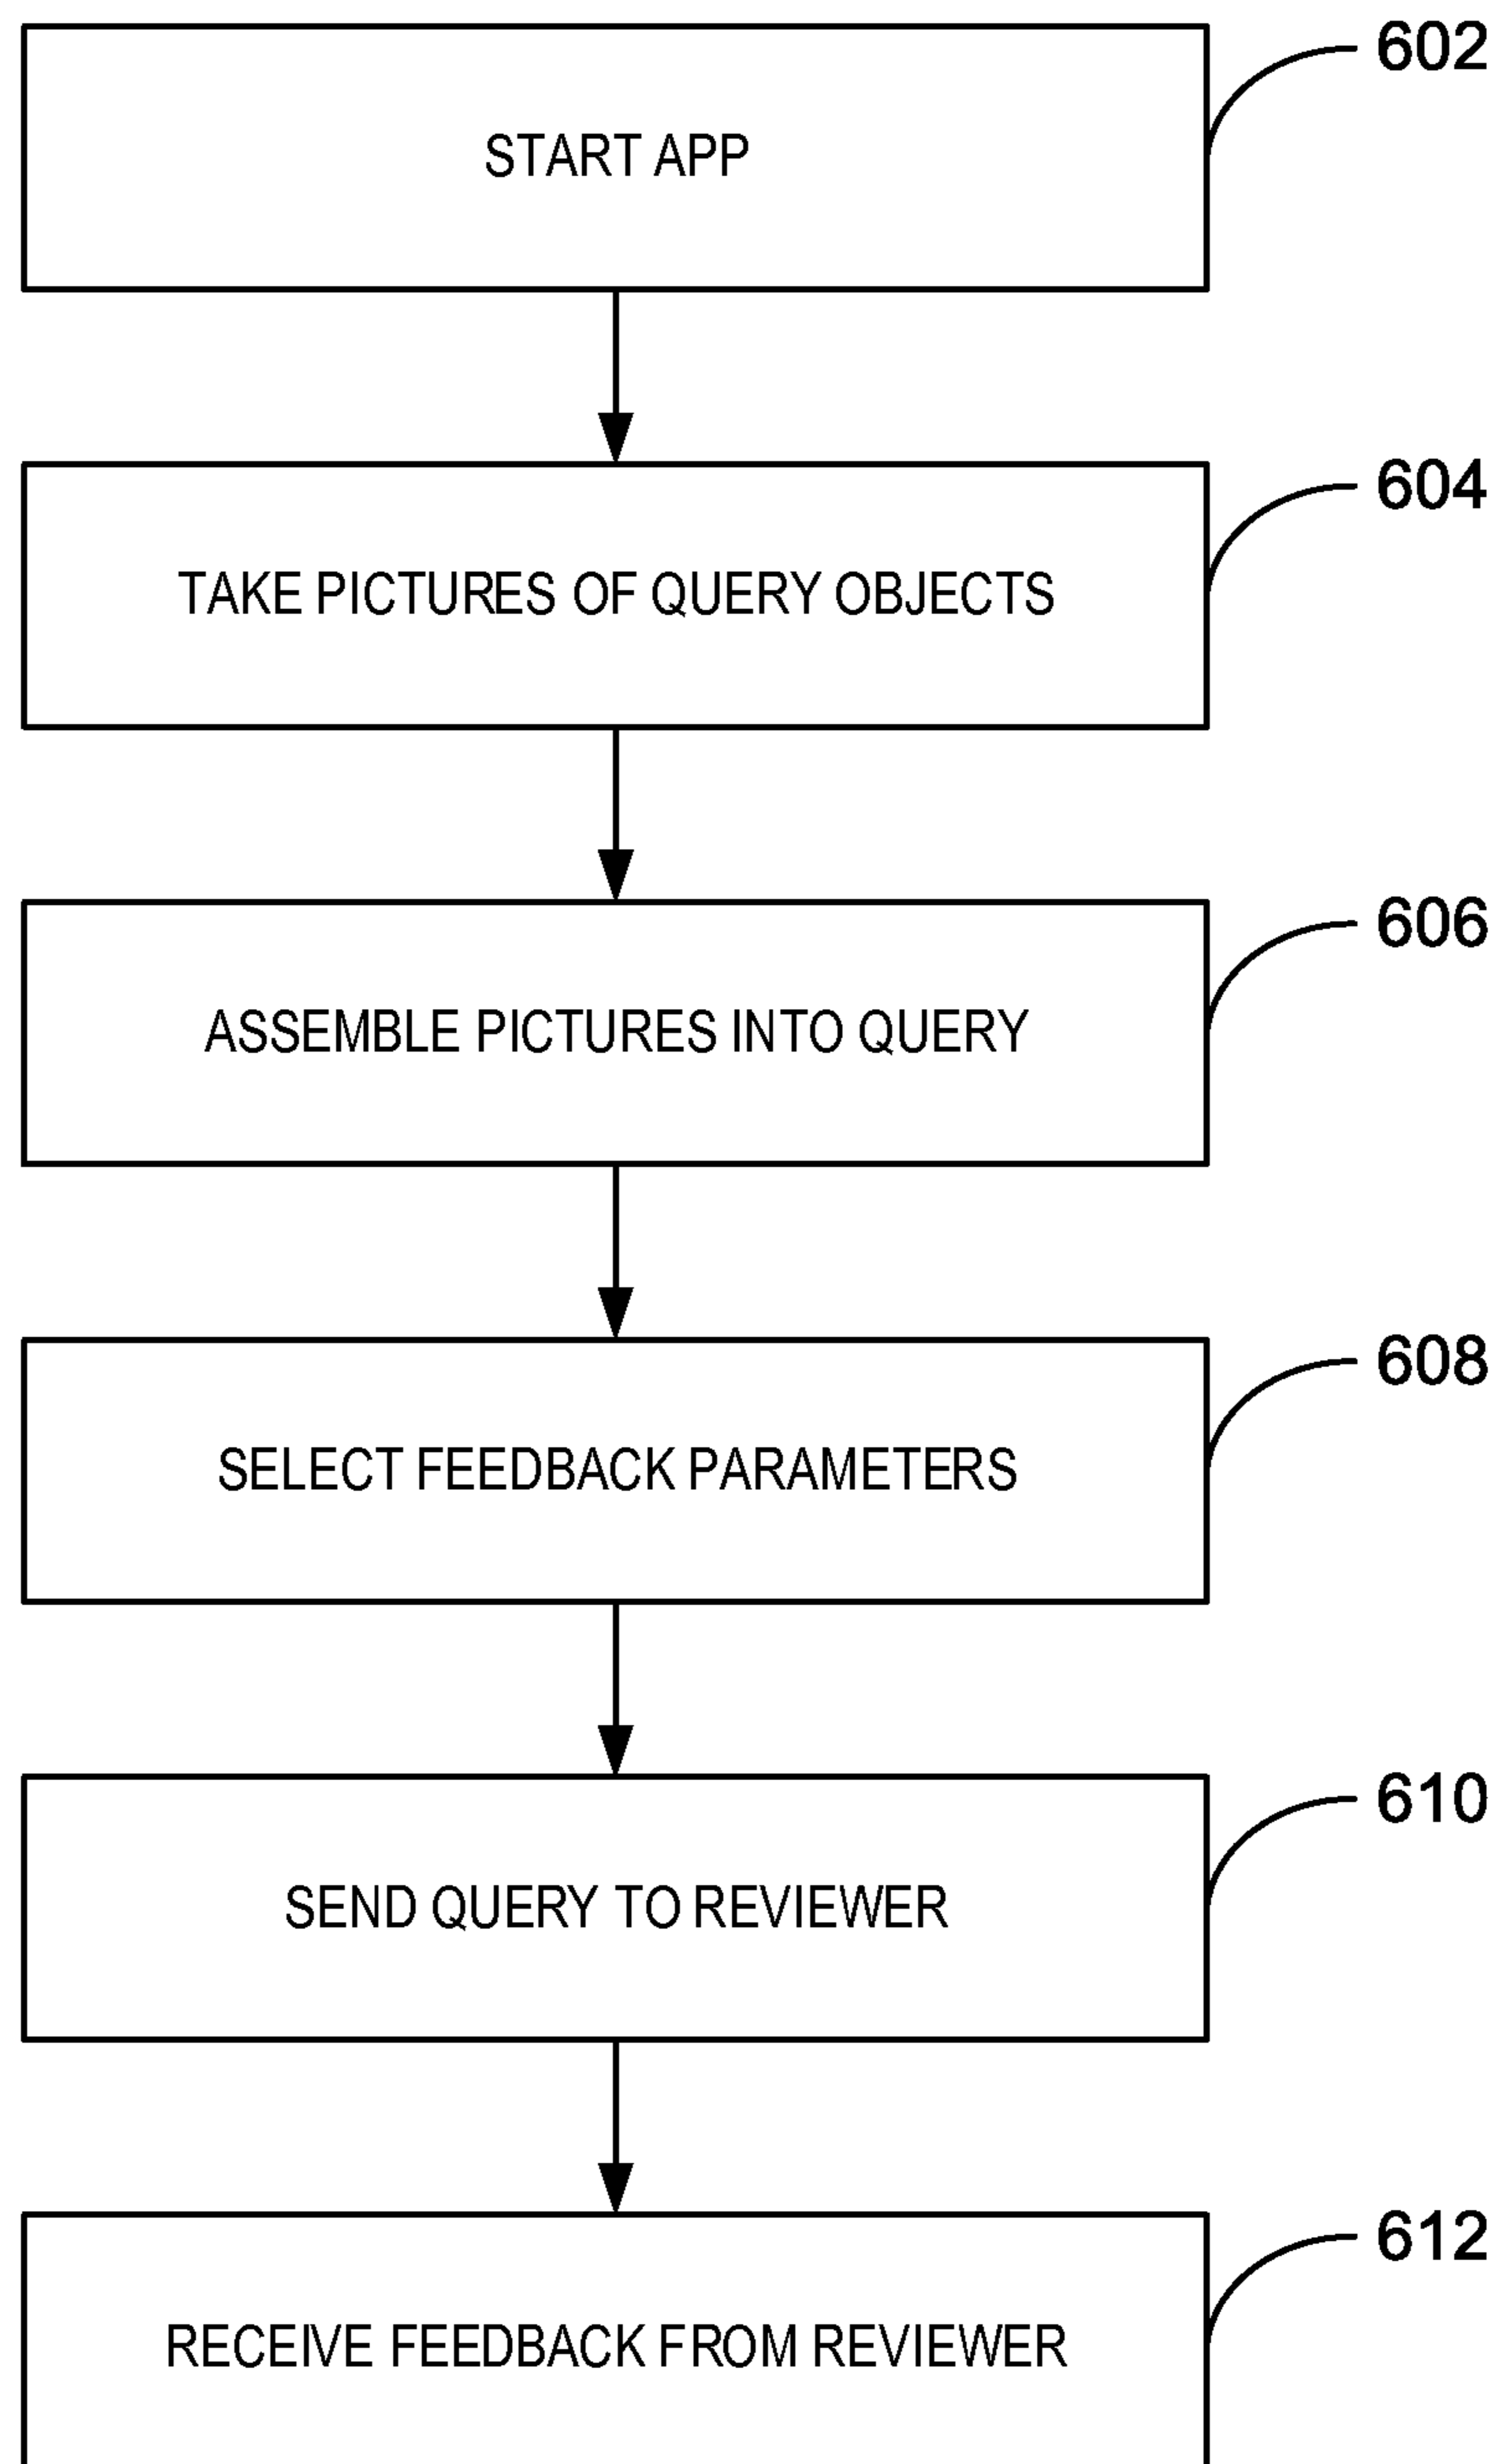 602
START APP
604
TAKE PICTURES OF QUERY OBJECTS
606
ASSEMBLE PICTURES INTO QUERY
608
SELECT FEEDBACK PARAMETERS
610
SEND QUERY TO REVIEWER
612
RECEIVE FEEDBACK FROM REVIEWER